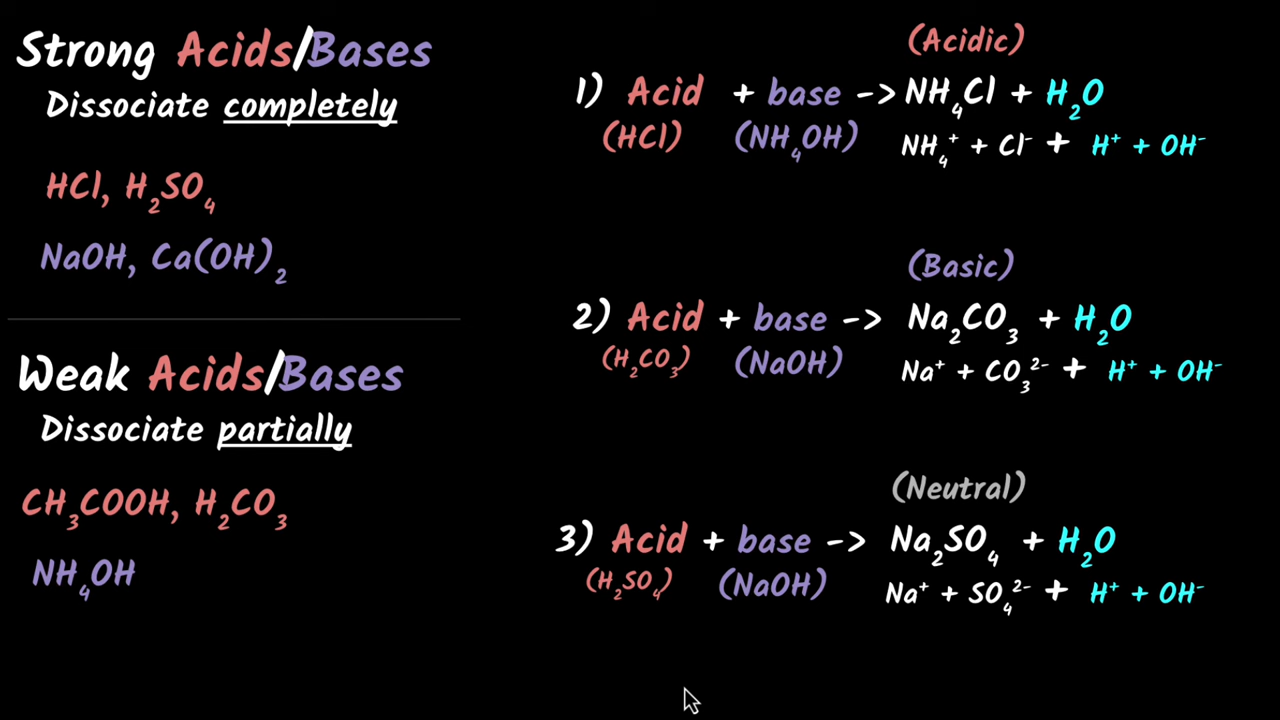 Strong Acids/Bases
Dissociate completely
HCl, H₂SO₄
NaOH, Ca(OH)₂
Weak Acids/Bases
Dissociate partially
CH₃COOH, H₂CO₃
NH₄OH
(Acidic)
1) Acid + base -> NH₄Cl + H₂O
(HCl) (NH₄OH) NH₄⁺ + Cl⁻ + H⁺ + OH⁻
(Basic)
2) Acid + base -> Na₂CO₃ + H₂O
(H₂CO₃) (NaOH) Na⁺ + CO₃²⁻ + H⁺ + OH⁻
(Neutral)
3) Acid + base -> Na₂SO₄ + H₂O
(H₂SO₄) (NaOH) Na⁺ + SO₄²⁻ + H⁺ + OH⁻